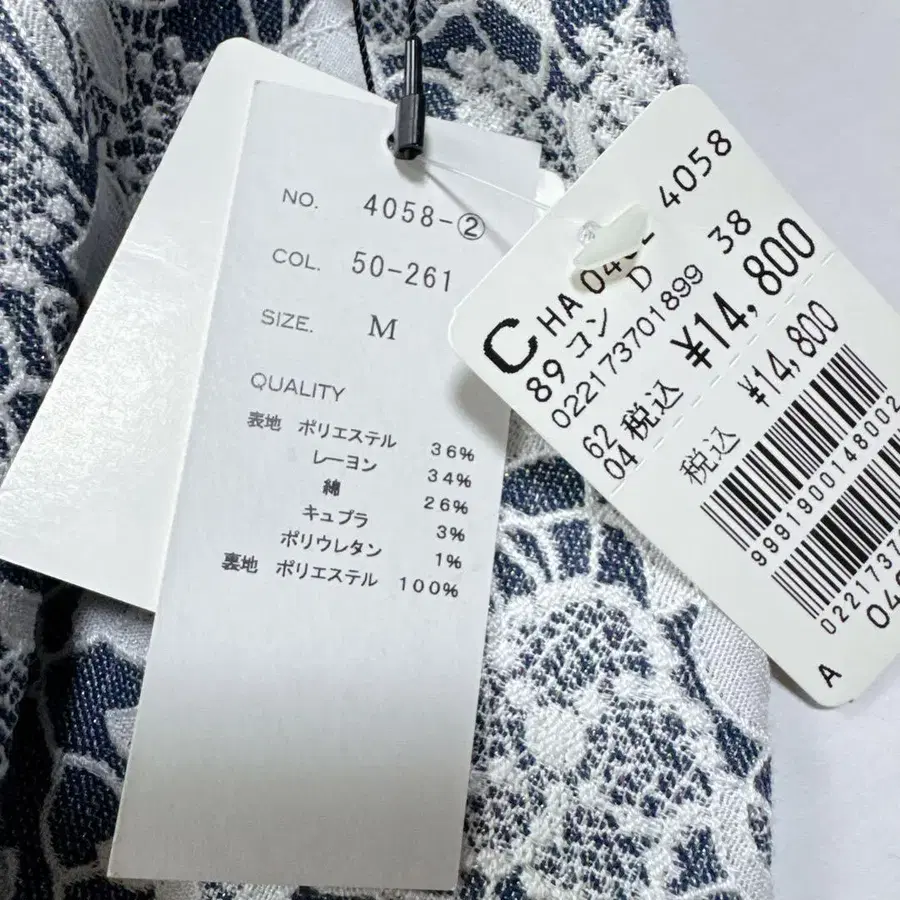 NO. 4058-②
COL. 50-261
SIZE. M
QUALITY
表地 ポリエステル 36%
レーヨン 34%
綿 26%
キュプラ 3%
ポリウレタン 1%
裏地 ポリエステル 100%
C HA 4058
89 コン D 38
022173701899
62
04 税込 ¥14,800
税込 ¥14,800
9991900148002
A